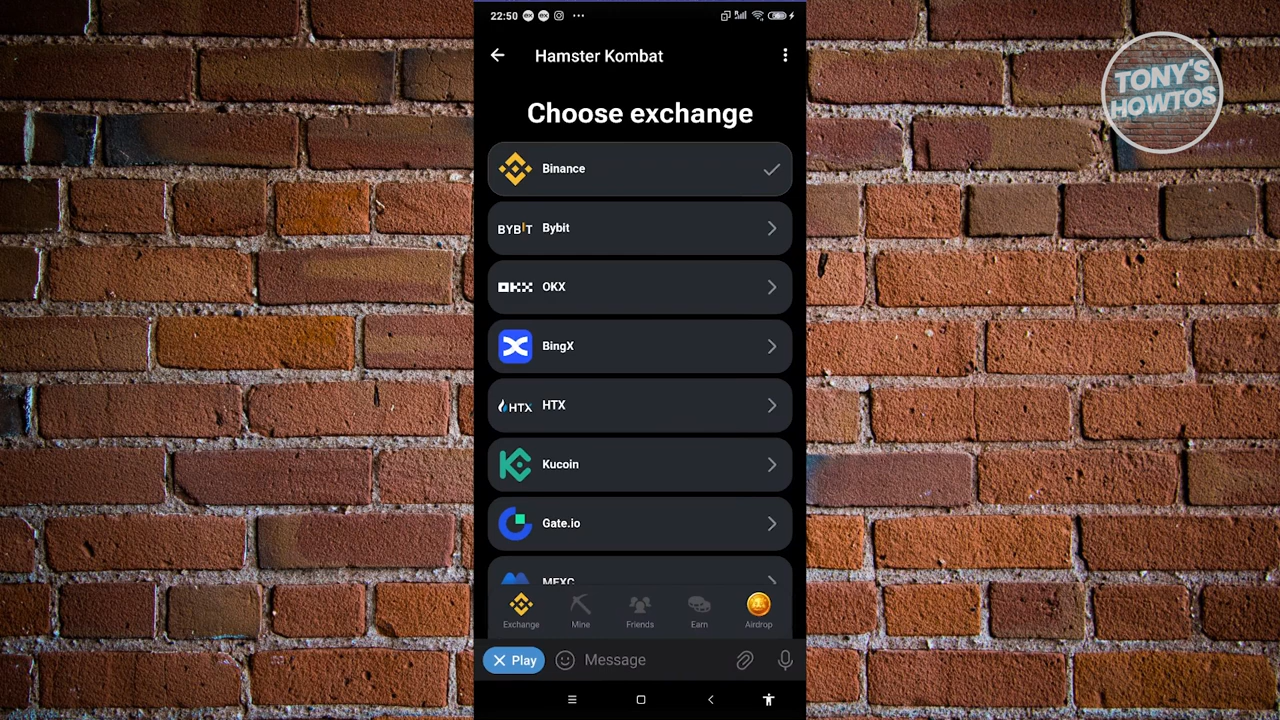 22:50
Hamster Kombat
TONY'S
HOWTOS
Choose exchange
Binance
BYBIT Bybit
OKX OKX
BingX
HTX HTX
Kucoin
Gate.io
MEXC
Exchange Mine Friends Earn Airdrop
Play Message